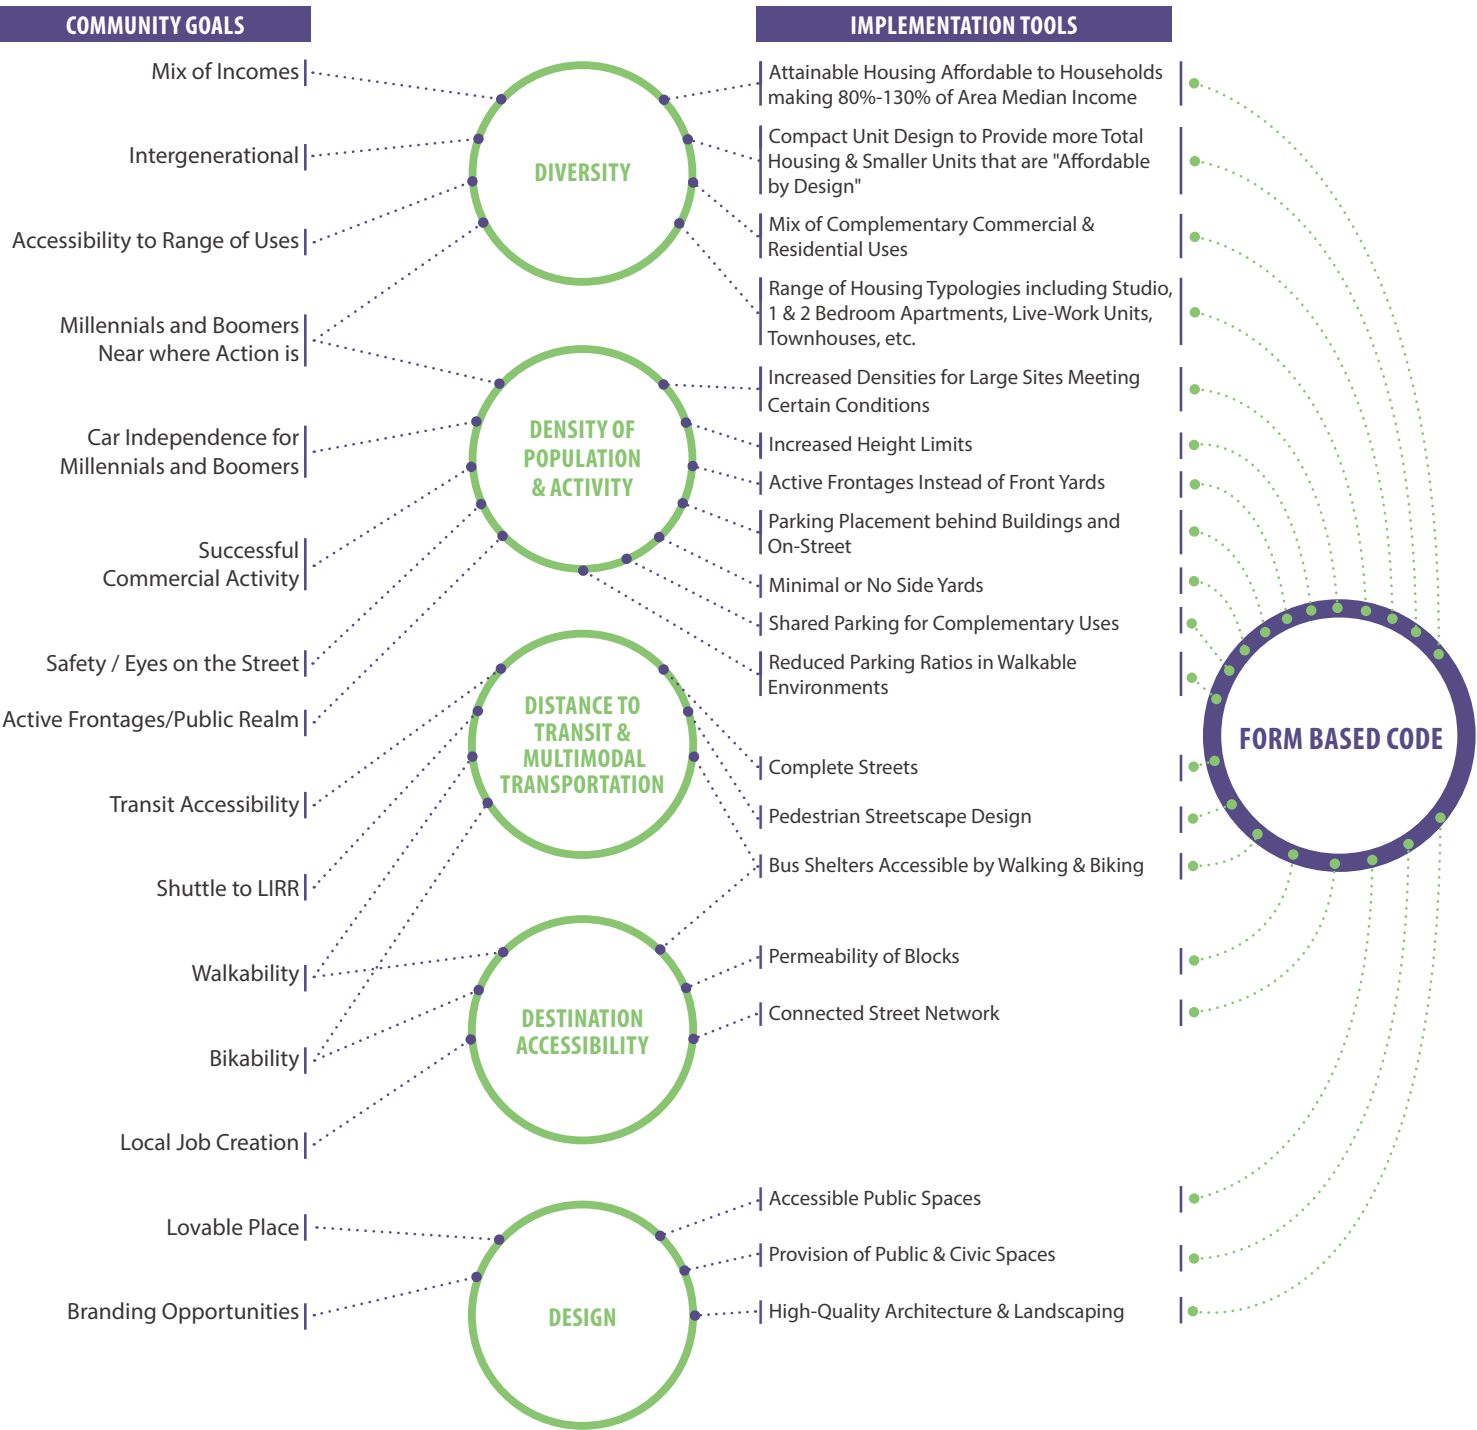 COMMUNITY GOALS
Mix of Incomes
Intergenerational
Accessibility to Range of Uses
Millennials and Boomers
Near where Action is
Car Independence for
Millennials and Boomers
Successful
Commercial Activity
Safety / Eyes on the Street
Active Frontages/Public Realm
Transit Accessibility
Shuttle to LIRR
Walkability
Bikability
Local Job Creation
Lovable Place
Branding Opportunities
DIVERSITY
DENSITY OF
POPULATION
& ACTIVITY
DISTANCE TO
TRANSIT &
MULTIMODAL
TRANSPORTATION
DESTINATION
ACCESSIBILITY
DESIGN
IMPLEMENTATION TOOLS
Attainable Housing Affordable to Households
making 80%-130% of Area Median Income
Compact Unit Design to Provide more Total
Housing & Smaller Units that are "Affordable
by Design"
Mix of Complementary Commercial &
Residential Uses
Range of Housing Typologies including Studio,
1 & 2 Bedroom Apartments, Live-Work Units,
Townhouses, etc.
Increased Densities for Large Sites Meeting
Certain Conditions
Increased Height Limits
Active Frontages Instead of Front Yards
Parking Placement behind Buildings and
On-Street
Minimal or No Side Yards
Shared Parking for Complementary Uses
Reduced Parking Ratios in Walkable
Environments
Complete Streets
Pedestrian Streetscape Design
Bus Shelters Accessible by Walking & Biking
Permeability of Blocks
Connected Street Network
Accessible Public Spaces
Provision of Public & Civic Spaces
High-Quality Architecture & Landscaping
FORM BASED CODE